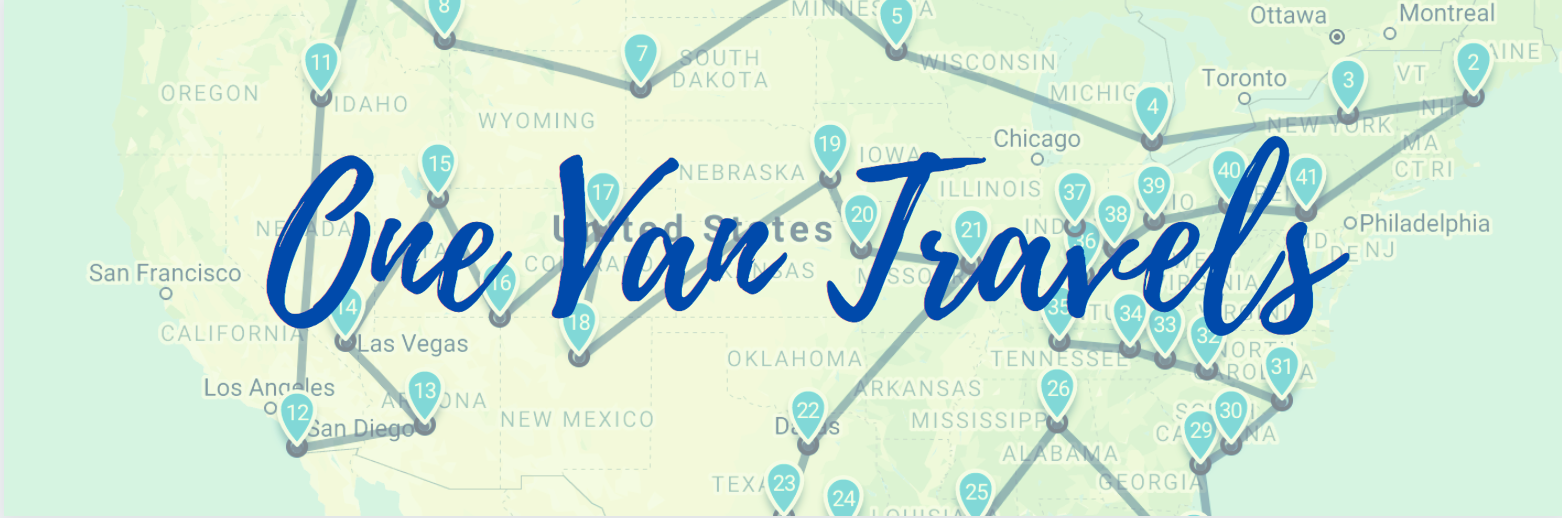 8
MINNESOTA
5
Ottawa
Montreal
11
7
SOUTH
DAKOTA
WISCONSIN
2
MAINE
VT
Toronto
3
OREGON
IDAHO
WYOMING
MICHIGAN
4
NH
NEW YORK
Chicago
MA
CT RI
15
19
IOWA
NEBRASKA
ILLINOIS
17
37
39
40
41
20
38
OHIO
One Van Travels
United States
NEVADA
21
36
Philadelphia
MD
DE
NJ
San Francisco
COLORADO
KANSAS
MISSOURI
WEST
VIRGINIA
VIRGINIA
16
14
18
35
34
33
32
CALIFORNIA
Las Vegas
OKLAHOMA
TENNESSEE
NORTH
CAROLINA
31
Los Angeles
13
ARIZONA
12
San Diego
NEW MEXICO
ARKANSAS
26
22
Dallas
MISSISSIPPI
SOUTH
CAROLINA
30
29
ALABAMA
GEORGIA
TEXAS
23
24
25
LOUISIANA